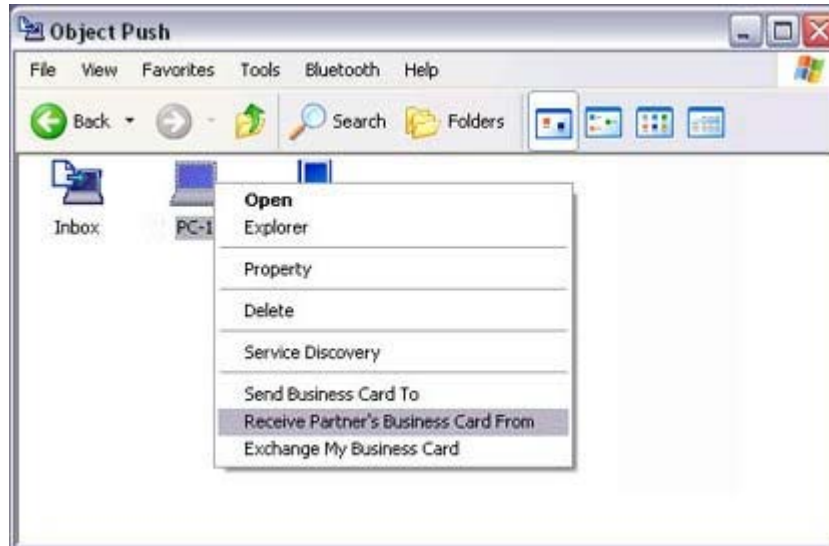 Object Push
File View Favorites Tools Bluetooth Help
Back Search Folders
Inbox PC-1
Open
Explorer
Property
Delete
Service Discovery
Send Business Card To
Receive Partner's Business Card From
Exchange My Business Card